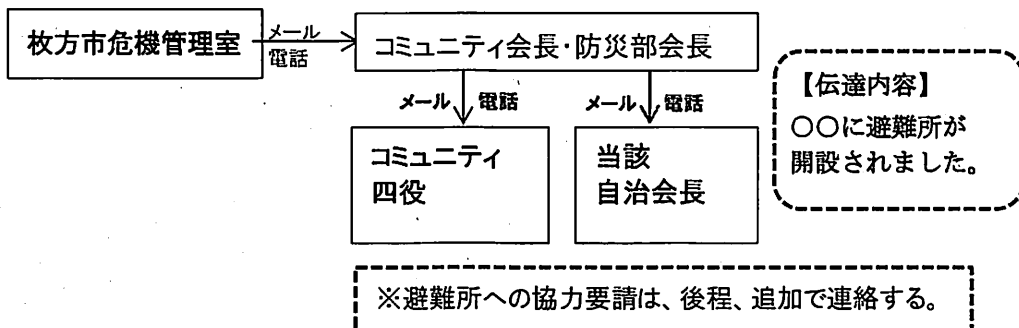 枚方市危機管理室
メール
電話
コミュニティ会長・防災部会長
メール 電話
メール 電話
コミュニティ
四役
当該
自治会長
【伝達内容】
〇〇に避難所が
開設されました。
※避難所への協力要請は、後程、追加で連絡する。